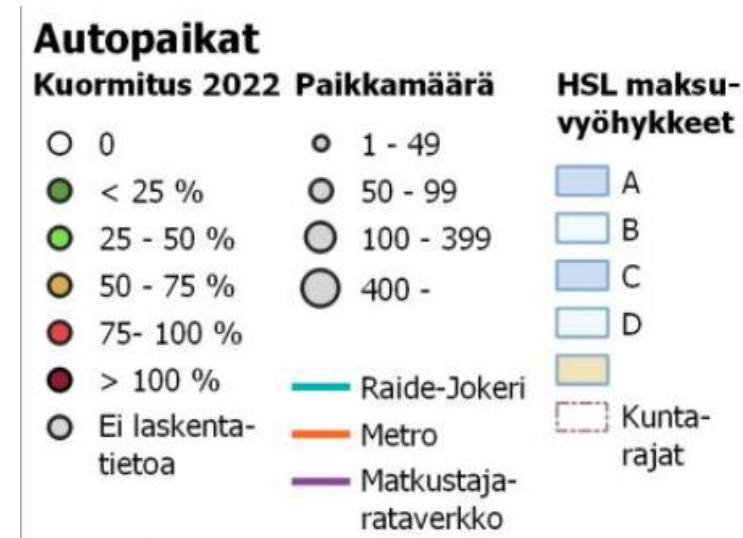 Autopaikat
Kuormitus 2022
0
< 25 %
25 - 50 %
50 - 75 %
75- 100 %
> 100 %
Ei laskenta-
tietoa
Paikkamäärä
1 - 49
50 - 99
100 - 399
400 -
Raide-Jokeri
Metro
Matkustaja-
rataverkko
HSL maksu-
vyöhykkeet
A
B
C
D
Kunta-
rajat